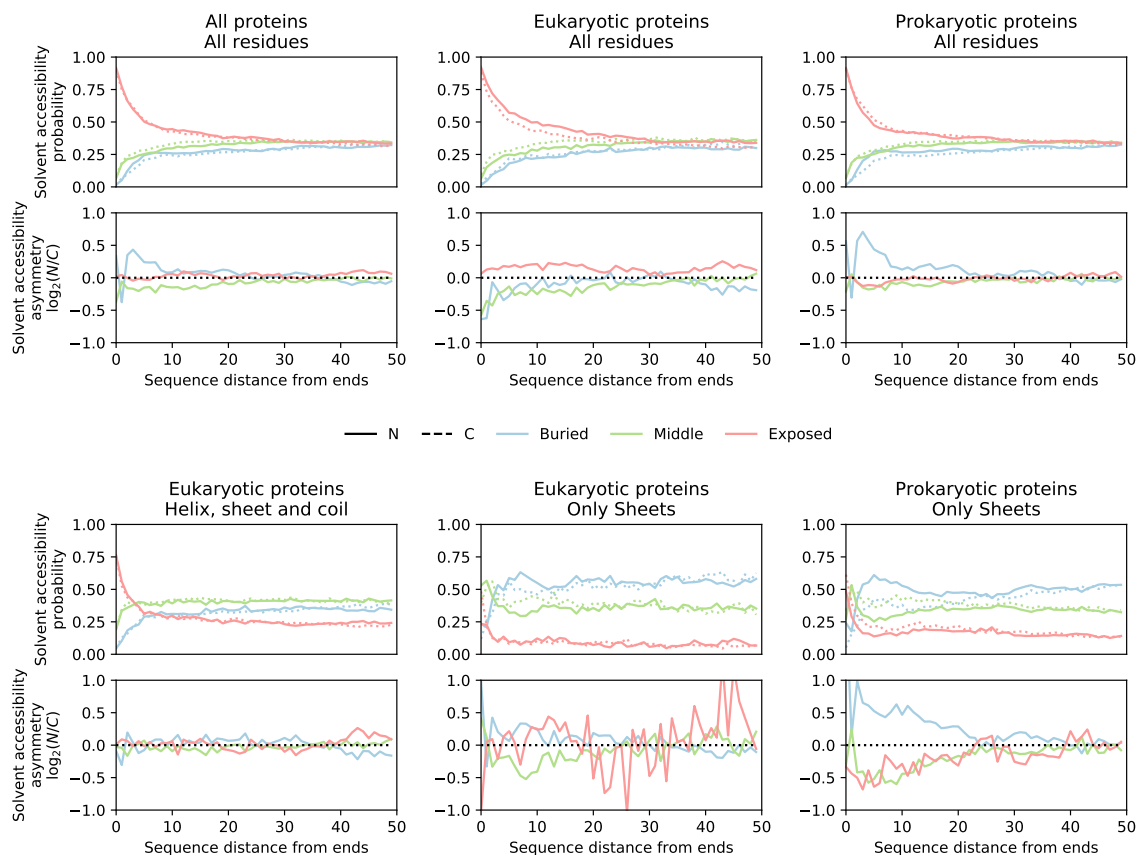 All proteins
All residues
Eukaryotic proteins
All residues
Prokaryotic proteins
All residues
Solvent accessibility
probability
1.00
0.75
0.50
0.25
0.00
1.00
0.75
0.50
0.25
0.00
1.00
0.75
0.50
0.25
0.00
Solvent accessibility
asymmetry
log₂(N/C)
1.0
0.5
0.0
−0.5
−1.0
1.0
0.5
0.0
−0.5
−1.0
1.0
0.5
0.0
−0.5
−1.0
0 10 20 30 40 50
0 10 20 30 40 50
0 10 20 30 40 50
Sequence distance from ends
Sequence distance from ends
Sequence distance from ends
N C Buried Middle Exposed
Eukaryotic proteins
Helix, sheet and coil
Eukaryotic proteins
Only Sheets
Prokaryotic proteins
Only Sheets
Solvent accessibility
probability
1.00
0.75
0.50
0.25
0.00
1.00
0.75
0.50
0.25
0.00
1.00
0.75
0.50
0.25
0.00
Solvent accessibility
asymmetry
log₂(N/C)
1.0
0.5
0.0
−0.5
−1.0
1.0
0.5
0.0
−0.5
−1.0
1.0
0.5
0.0
−0.5
−1.0
0 10 20 30 40 50
0 10 20 30 40 50
0 10 20 30 40 50
Sequence distance from ends
Sequence distance from ends
Sequence distance from ends